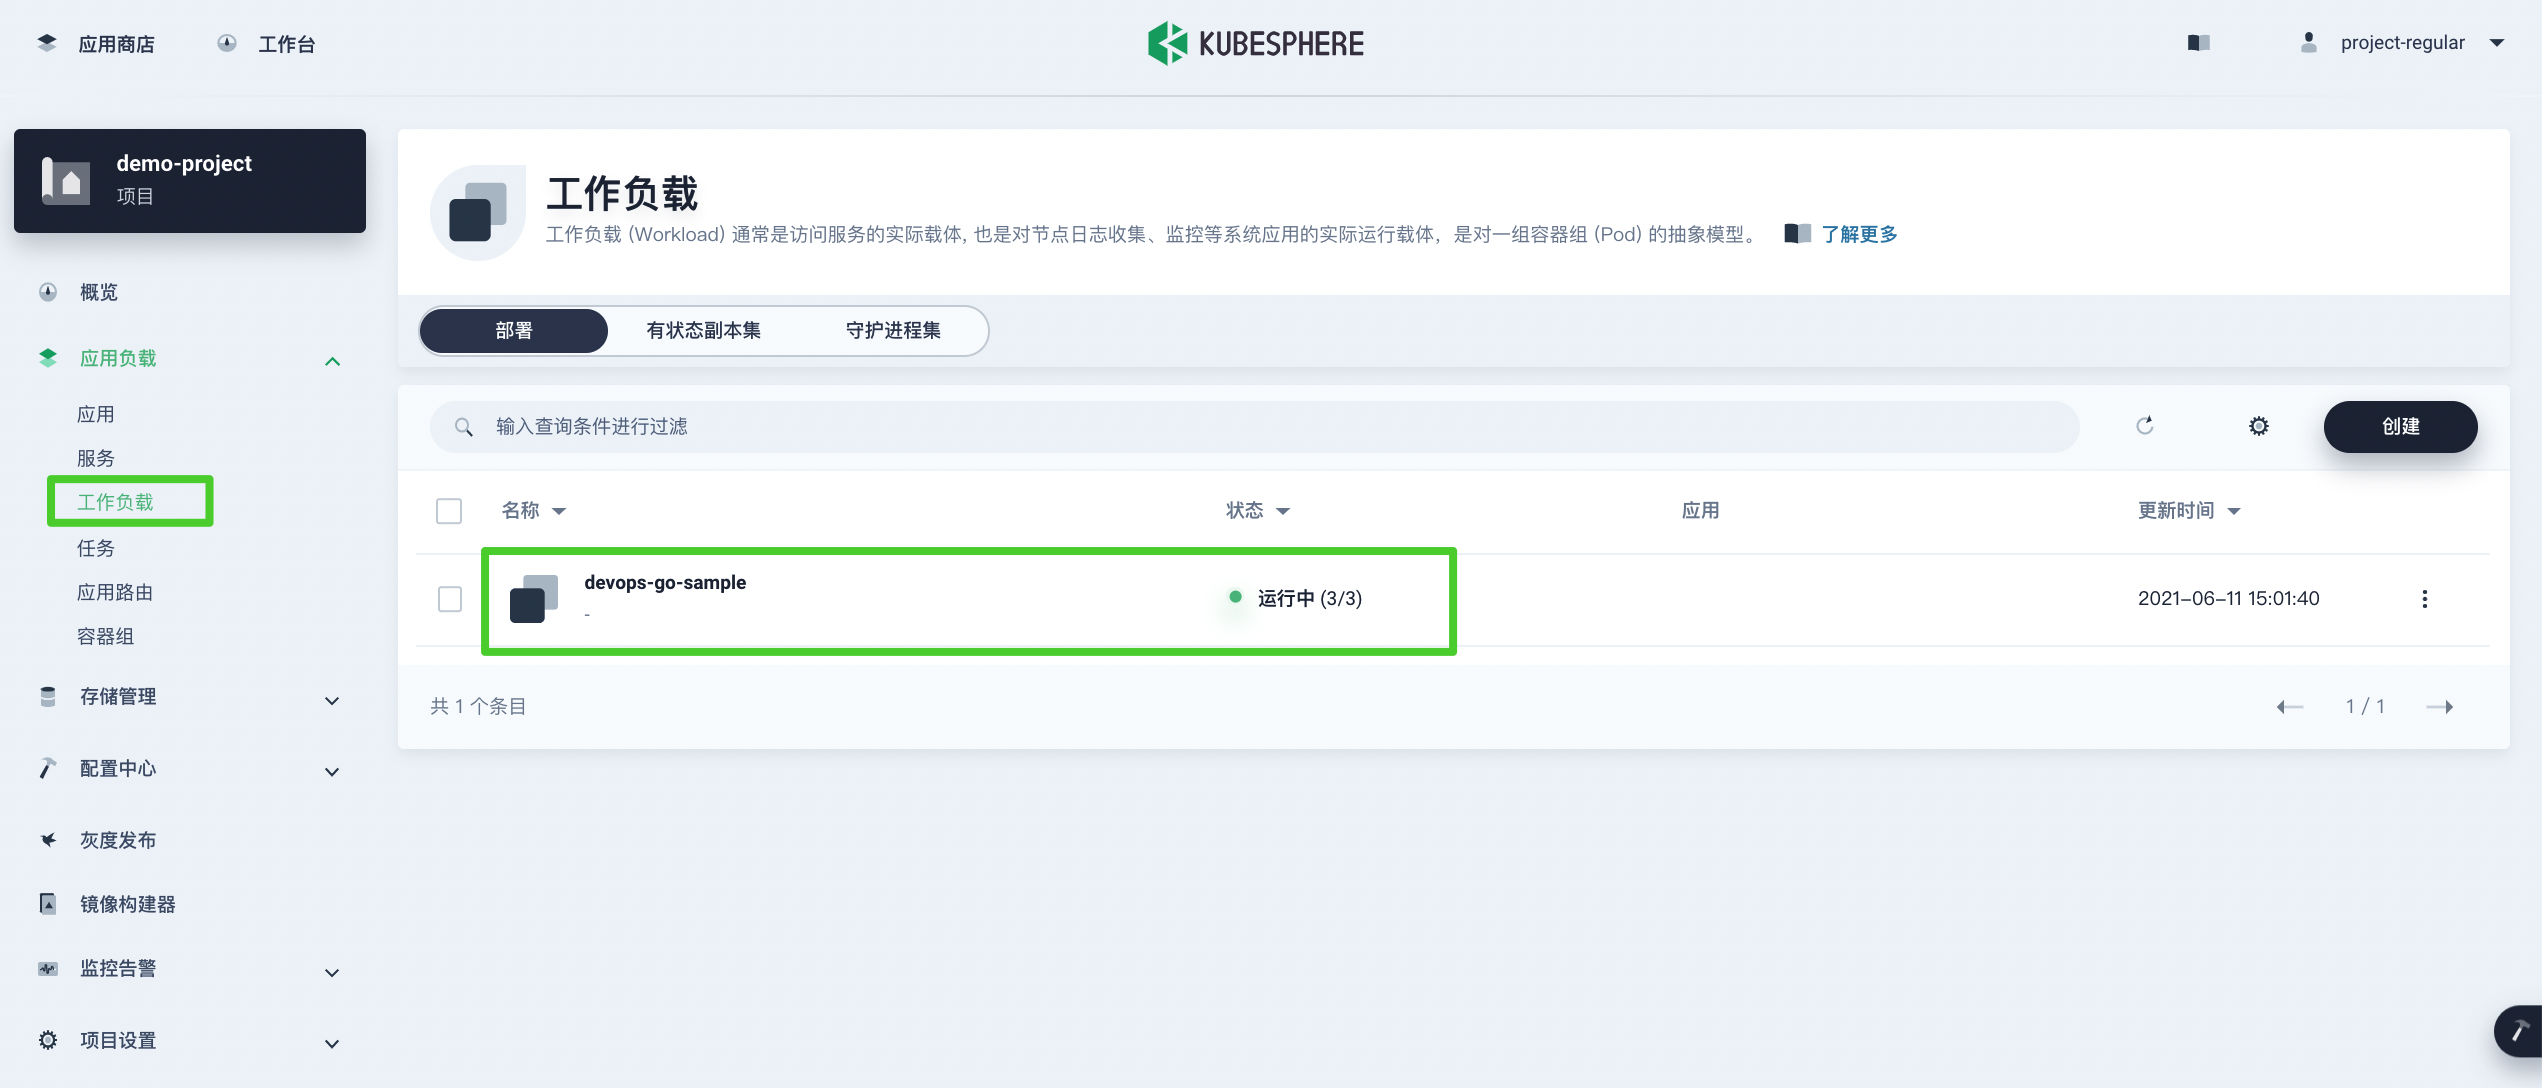 应用商店 工作台 KUBESPHERE project-regular
demo-project
项目
概览
应用负载
应用
服务
工作负载
任务
应用路由
容器组
存储管理
配置中心
灰度发布
镜像构建器
监控告警
项目设置
工作负载
工作负载 (Workload) 通常是访问服务的实际载体, 也是对节点日志收集、监控等系统应用的实际运行载体，是对一组容器组 (Pod) 的抽象模型。 了解更多
部署 有状态副本集 守护进程集
输入查询条件进行过滤 创建
名称 状态 应用 更新时间
devops-go-sample 运行中 (3/3) 2021-06-11 15:01:40
-
共 1 个条目 1 / 1